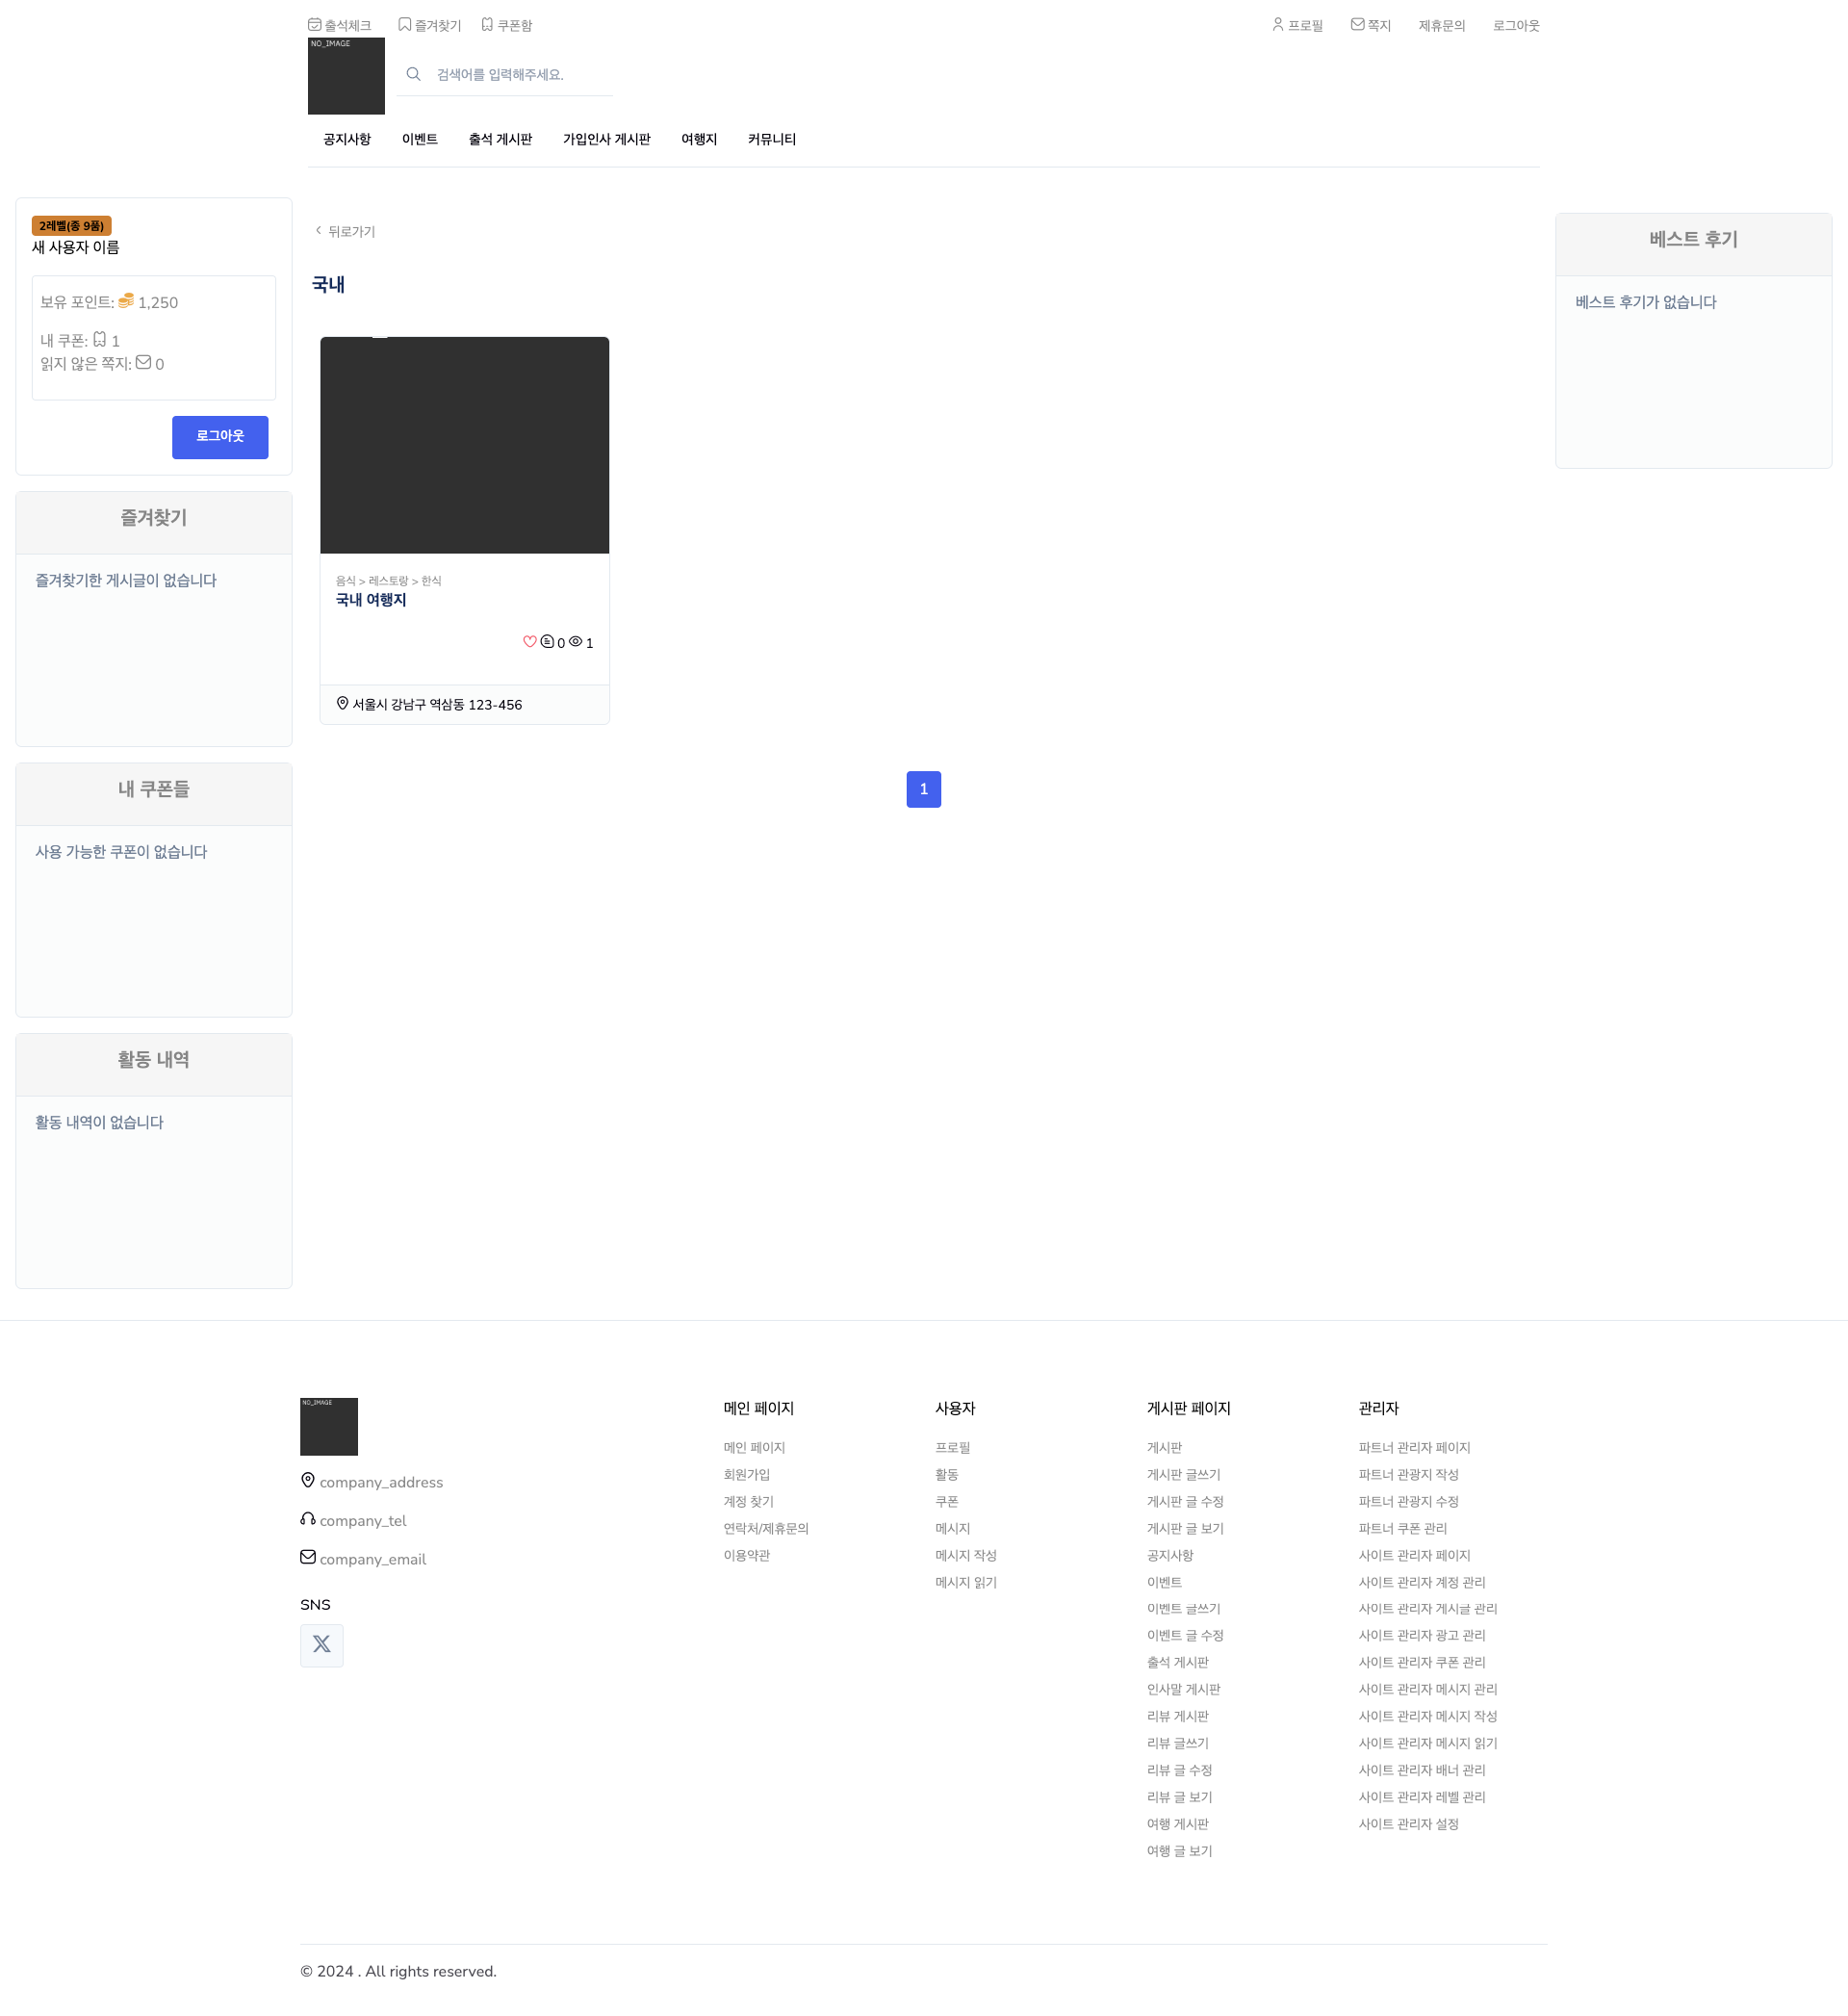 출석체크 즐겨찾기 쿠폰함 프로필 쪽지 제휴문의 로그아웃
NO_IMAGE
검색어를 입력해주세요.
공지사항 이벤트 출석 게시판 가입인사 게시판 여행지 커뮤니티
2레벨(종 9품)
새 사용자 이름
보유 포인트: 1,250
내 쿠폰: 1
읽지 않은 쪽지: 0
로그아웃
즐겨찾기
즐겨찾기한 게시글이 없습니다
내 쿠폰들
사용 가능한 쿠폰이 없습니다
활동 내역
활동 내역이 없습니다
뒤로가기
국내
음식 > 레스토랑 > 한식
국내 여행지
0 1
서울시 강남구 역삼동 123-456
1
베스트 후기
베스트 후기가 없습니다
NO_IMAGE
company_address
company_tel
company_email
SNS
메인 페이지
메인 페이지
회원가입
계정 찾기
연락처/제휴문의
이용약관
사용자
프로필
활동
쿠폰
메시지
메시지 작성
메시지 읽기
게시판 페이지
게시판
게시판 글쓰기
게시판 글 수정
게시판 글 보기
공지사항
이벤트
이벤트 글쓰기
이벤트 글 수정
출석 게시판
인사말 게시판
리뷰 게시판
리뷰 글쓰기
리뷰 글 수정
리뷰 글 보기
여행 게시판
여행 글 보기
관리자
파트너 관리자 페이지
파트너 관광지 작성
파트너 관광지 수정
파트너 쿠폰 관리
사이트 관리자 페이지
사이트 관리자 계정 관리
사이트 관리자 게시글 관리
사이트 관리자 광고 관리
사이트 관리자 쿠폰 관리
사이트 관리자 메시지 관리
사이트 관리자 메시지 작성
사이트 관리자 메시지 읽기
사이트 관리자 배너 관리
사이트 관리자 레벨 관리
사이트 관리자 설정
© 2024 . All rights reserved.